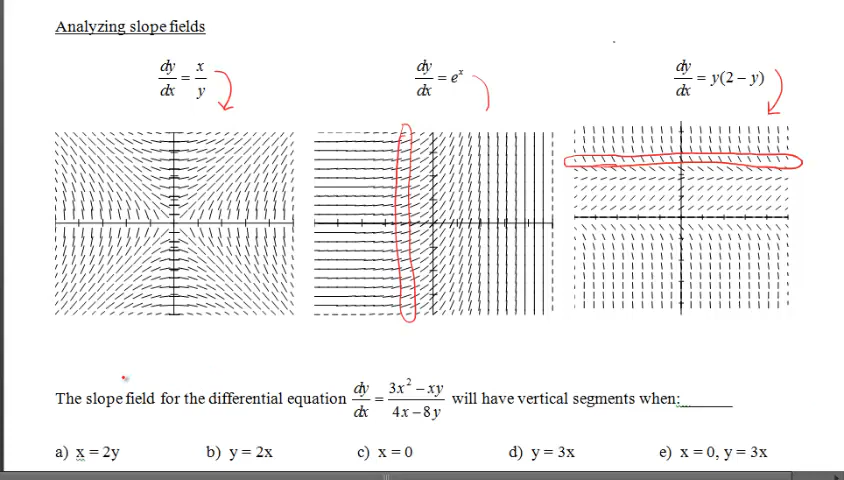 Analyzing slope fields
dy/dx = x/y
dy/dx = e^x
dy/dx = y(2 − y)
The slope field for the differential equation dy/dx = (3x² − xy)/(4x − 8y) will have vertical segments when:______
a) x = 2y b) y = 2x c) x = 0 d) y = 3x e) x = 0, y = 3x